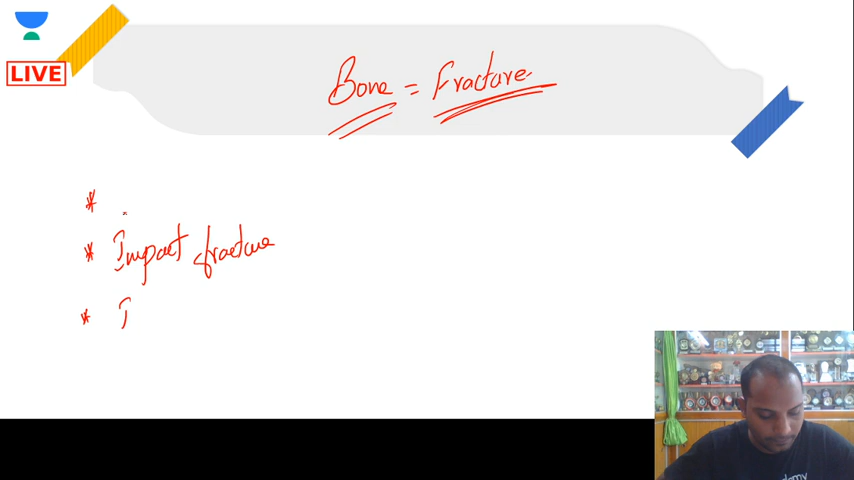 LIVE
Bone = Fracture
*
* Impact fracture
* I